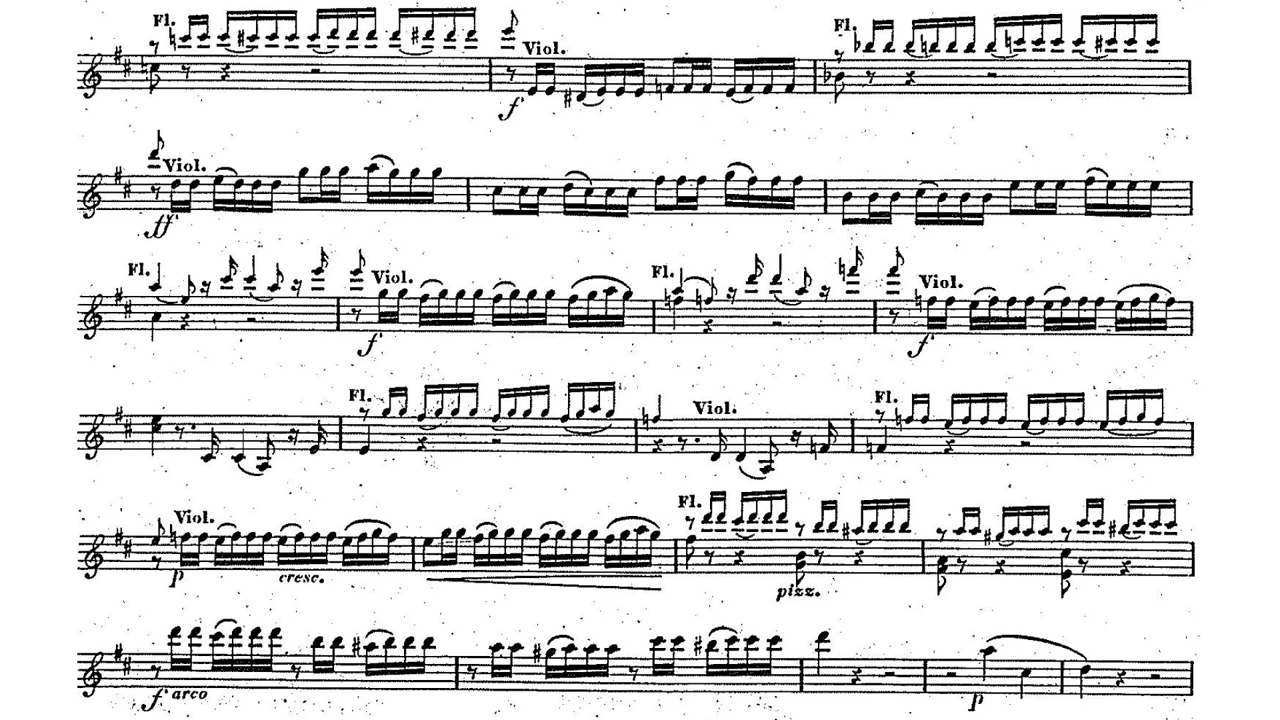 Fl. Viol. Fl.
f
Viol.
ff
Fl. Viol. Fl. Viol.
f f
Fl. Viol. Fl.
Viol. Fl.
p cresc. pizz.
f arco p